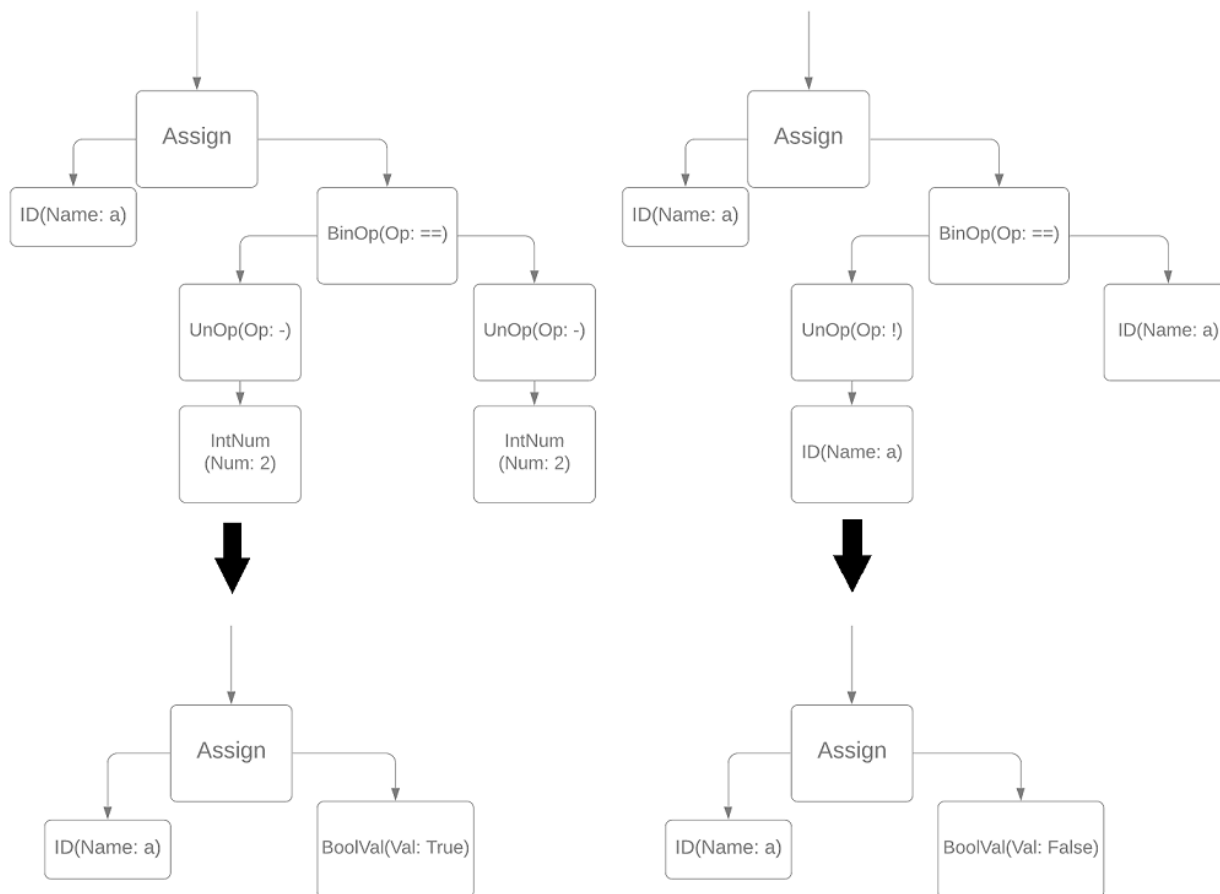 Assign
ID(Name: a)
BinOp(Op: ==)
UnOp(Op: -)
UnOp(Op: -)
IntNum
(Num: 2)
IntNum
(Num: 2)
Assign
ID(Name: a)
BinOp(Op: ==)
UnOp(Op: !)
ID(Name: a)
ID(Name: a)
Assign
ID(Name: a)
BoolVal(Val: True)
Assign
ID(Name: a)
BoolVal(Val: False)